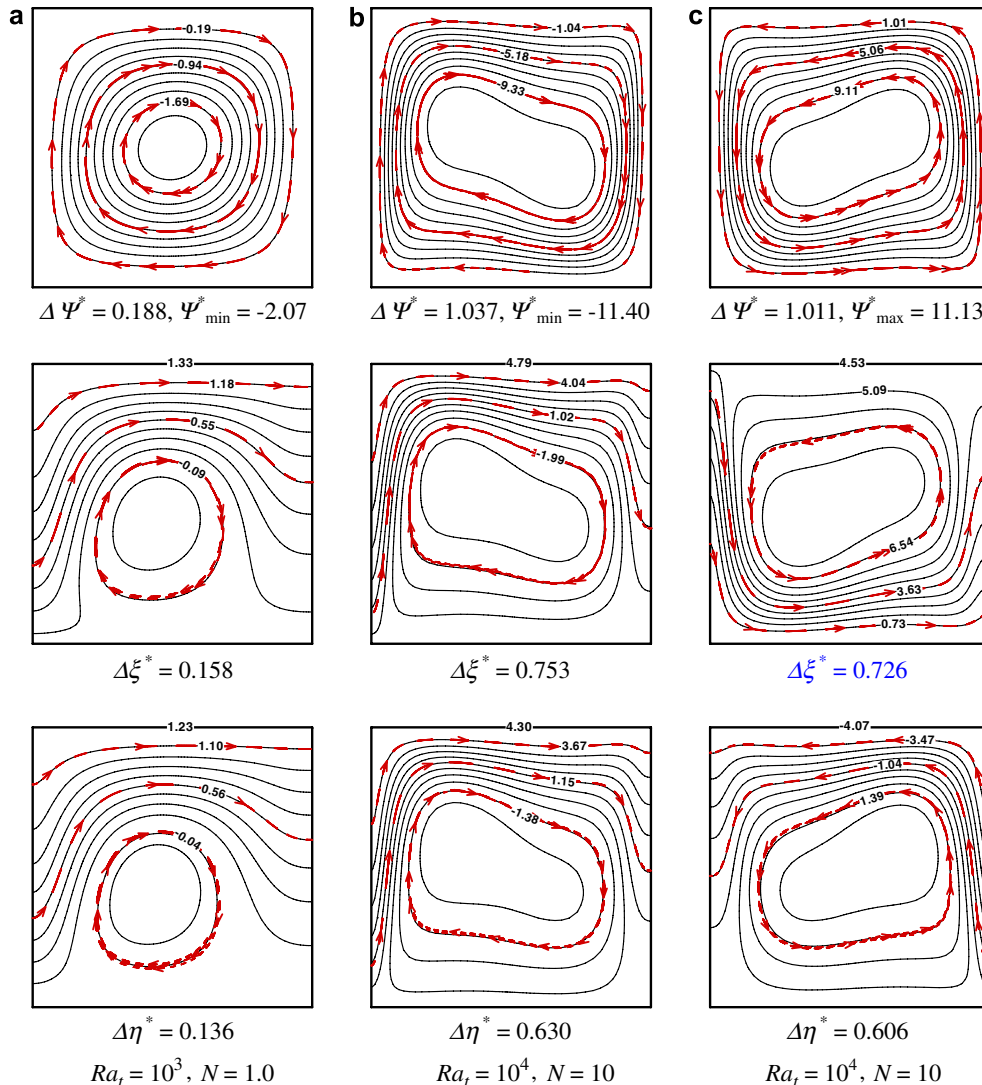 a b c
-0.19 -1.04 1.01
-0.94 -5.18 5.06
-1.69 -9.33 9.11
Δ Ψ* = 0.188, Ψ*min = -2.07 Δ Ψ* = 1.037, Ψ*min = -11.40 Δ Ψ* = 1.011, Ψ*max = 11.13
1.33 4.79 4.53
1.18 4.04 5.09
0.55 1.02
-0.09 -1.99 6.54
3.63
0.73
Δξ* = 0.158 Δξ* = 0.753 Δξ* = 0.726
1.23 4.30 -4.07
1.10 3.67 -3.47
0.56 1.15 -1.04
-0.04 -1.38 1.39
Δη* = 0.136 Δη* = 0.630 Δη* = 0.606
Raₜ = 10³, N = 1.0 Raₜ = 10⁴, N = 10 Raₜ = 10⁴, N = 10